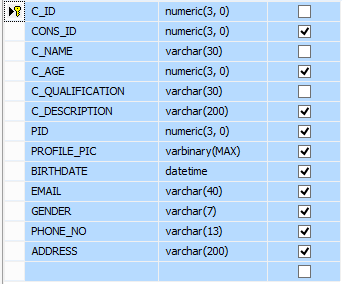 C_ID numeric(3, 0)
CONS_ID numeric(3, 0)
C_NAME varchar(30)
C_AGE numeric(3, 0)
C_QUALIFICATION varchar(30)
C_DESCRIPTION varchar(200)
PID numeric(3, 0)
PROFILE_PIC varbinary(MAX)
BIRTHDATE datetime
EMAIL varchar(40)
GENDER varchar(7)
PHONE_NO varchar(13)
ADDRESS varchar(200)